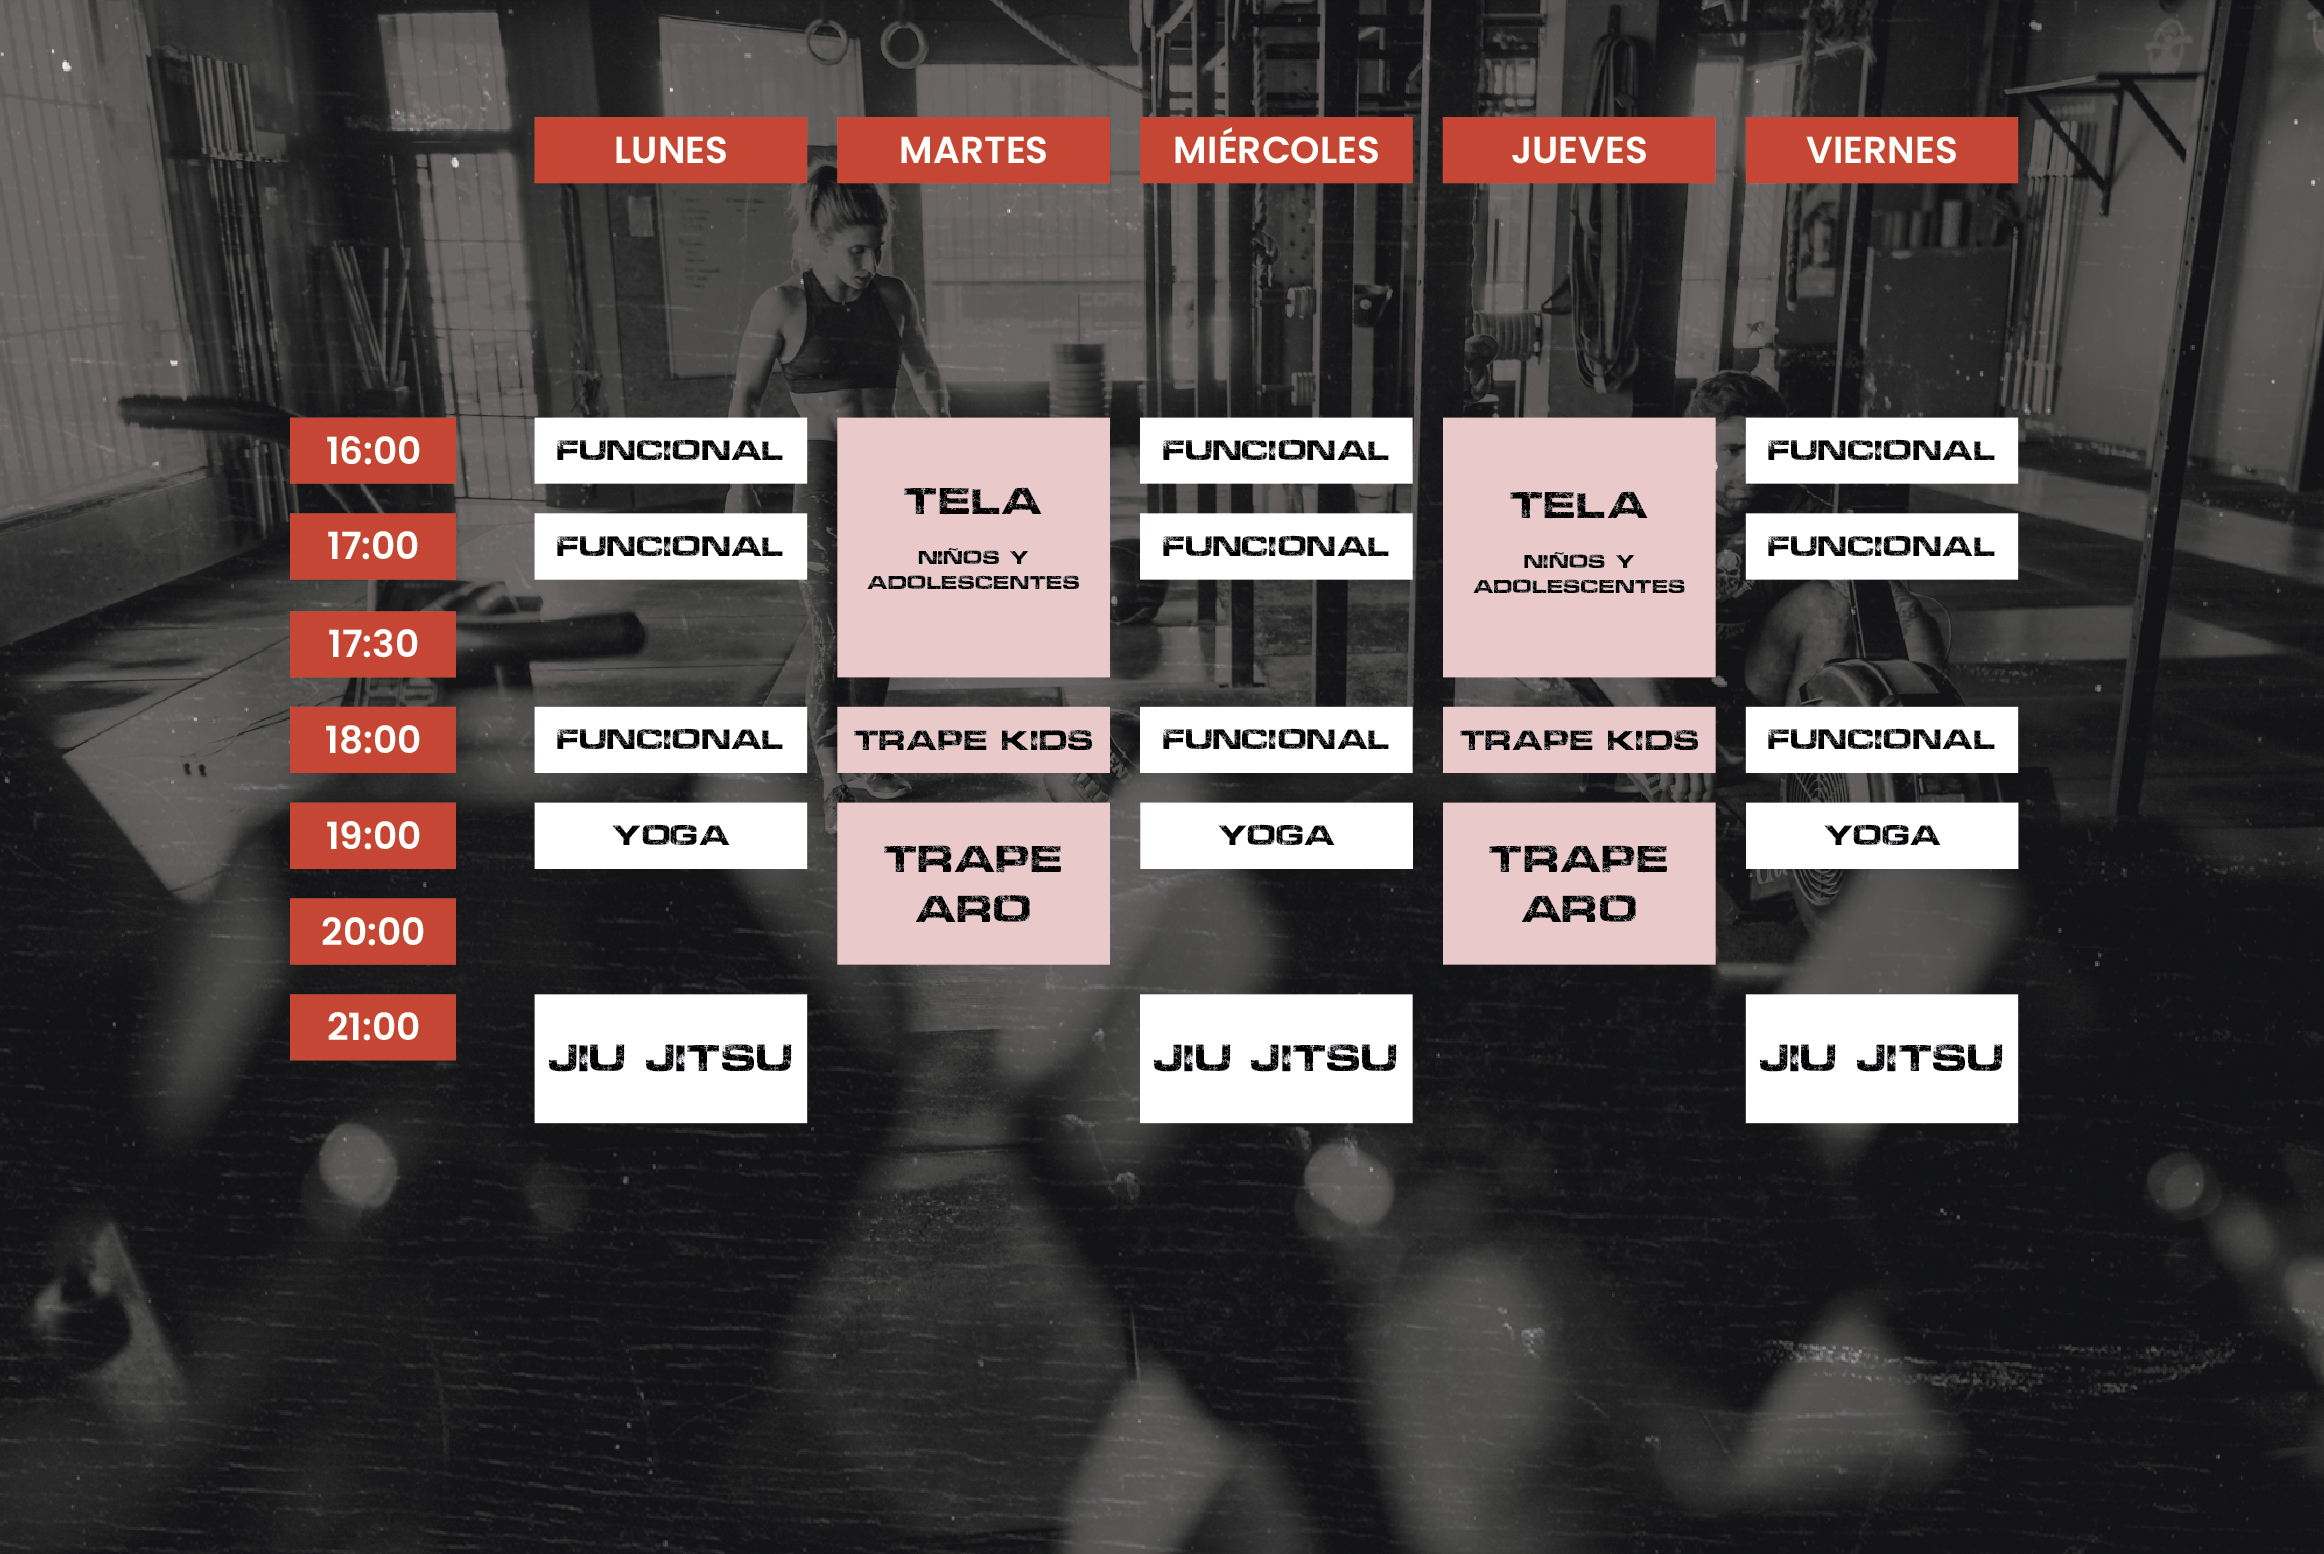 LUNES MARTES MIÉRCOLES JUEVES VIERNES
16:00 FUNCIONAL FUNCIONAL FUNCIONAL
TELA TELA
17:00 FUNCIONAL FUNCIONAL FUNCIONAL
NIÑOS Y NIÑOS Y
ADOLESCENTES ADOLESCENTES
17:30
18:00 FUNCIONAL TRAPE KIDS FUNCIONAL TRAPE KIDS FUNCIONAL
19:00 YOGA YOGA YOGA
TRAPE TRAPE
ARO ARO
20:00
21:00
JIU JITSU JIU JITSU JIU JITSU